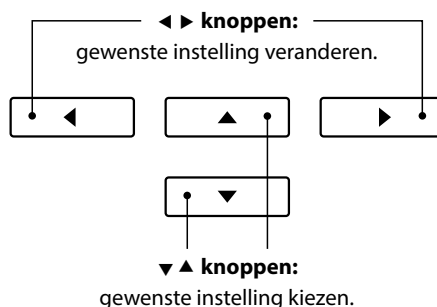 ◀ ▶ knoppen:
gewenste instelling veranderen.
▼ ▲ knoppen:
gewenste instelling kiezen.